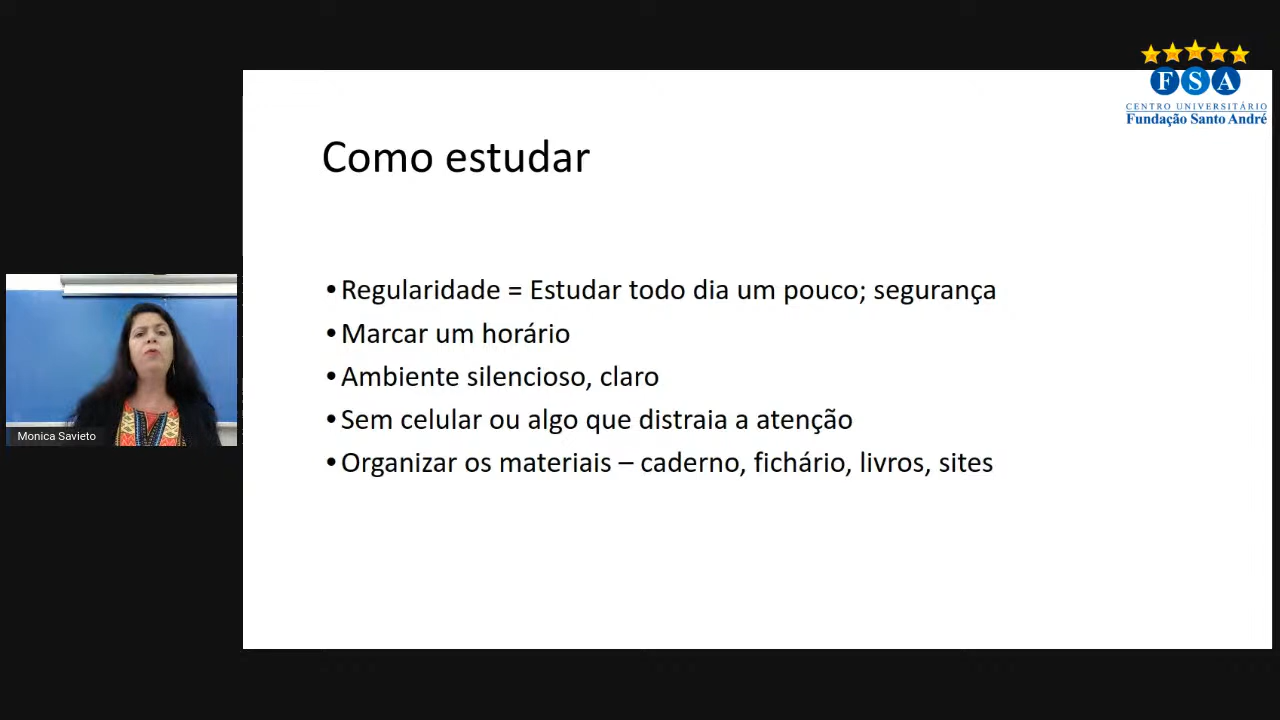 FSA
CENTRO UNIVERSITÁRIO
Fundação Santo André
Como estudar
•Regularidade = Estudar todo dia um pouco; segurança
•Marcar um horário
•Ambiente silencioso, claro
•Sem celular ou algo que distraia a atenção
•Organizar os materiais – caderno, fichário, livros, sites
Monica Savieto